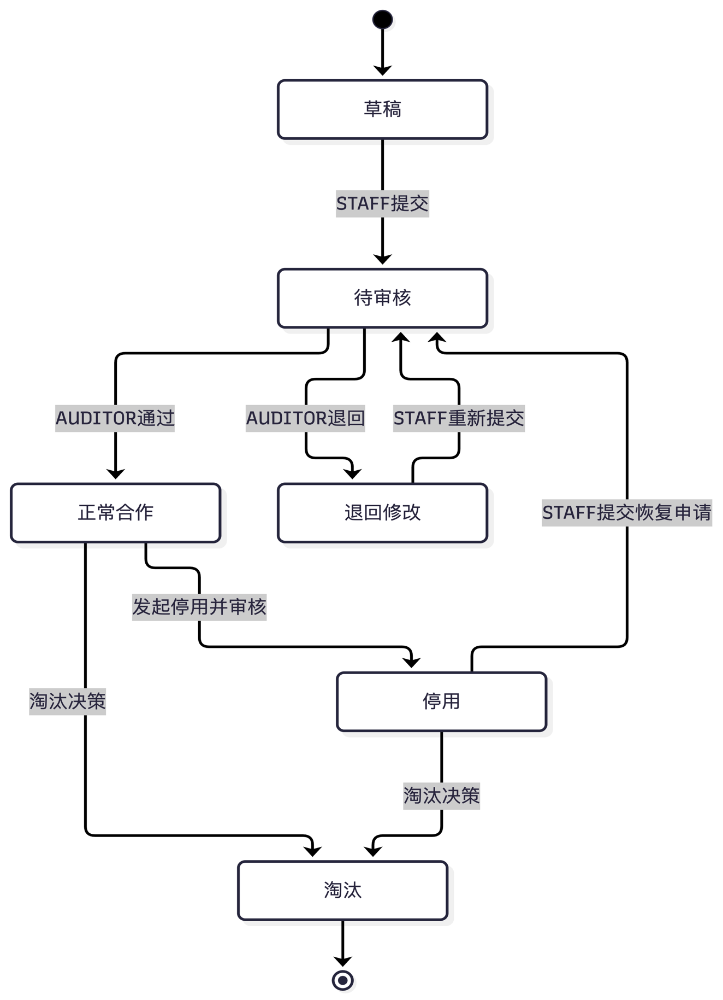 草稿
STAFF提交
待审核
AUDITOR通过
AUDITOR退回
STAFF重新提交
正常合作
退回修改
STAFF提交恢复申请
发起停用并审核
淘汰决策
停用
淘汰决策
淘汰